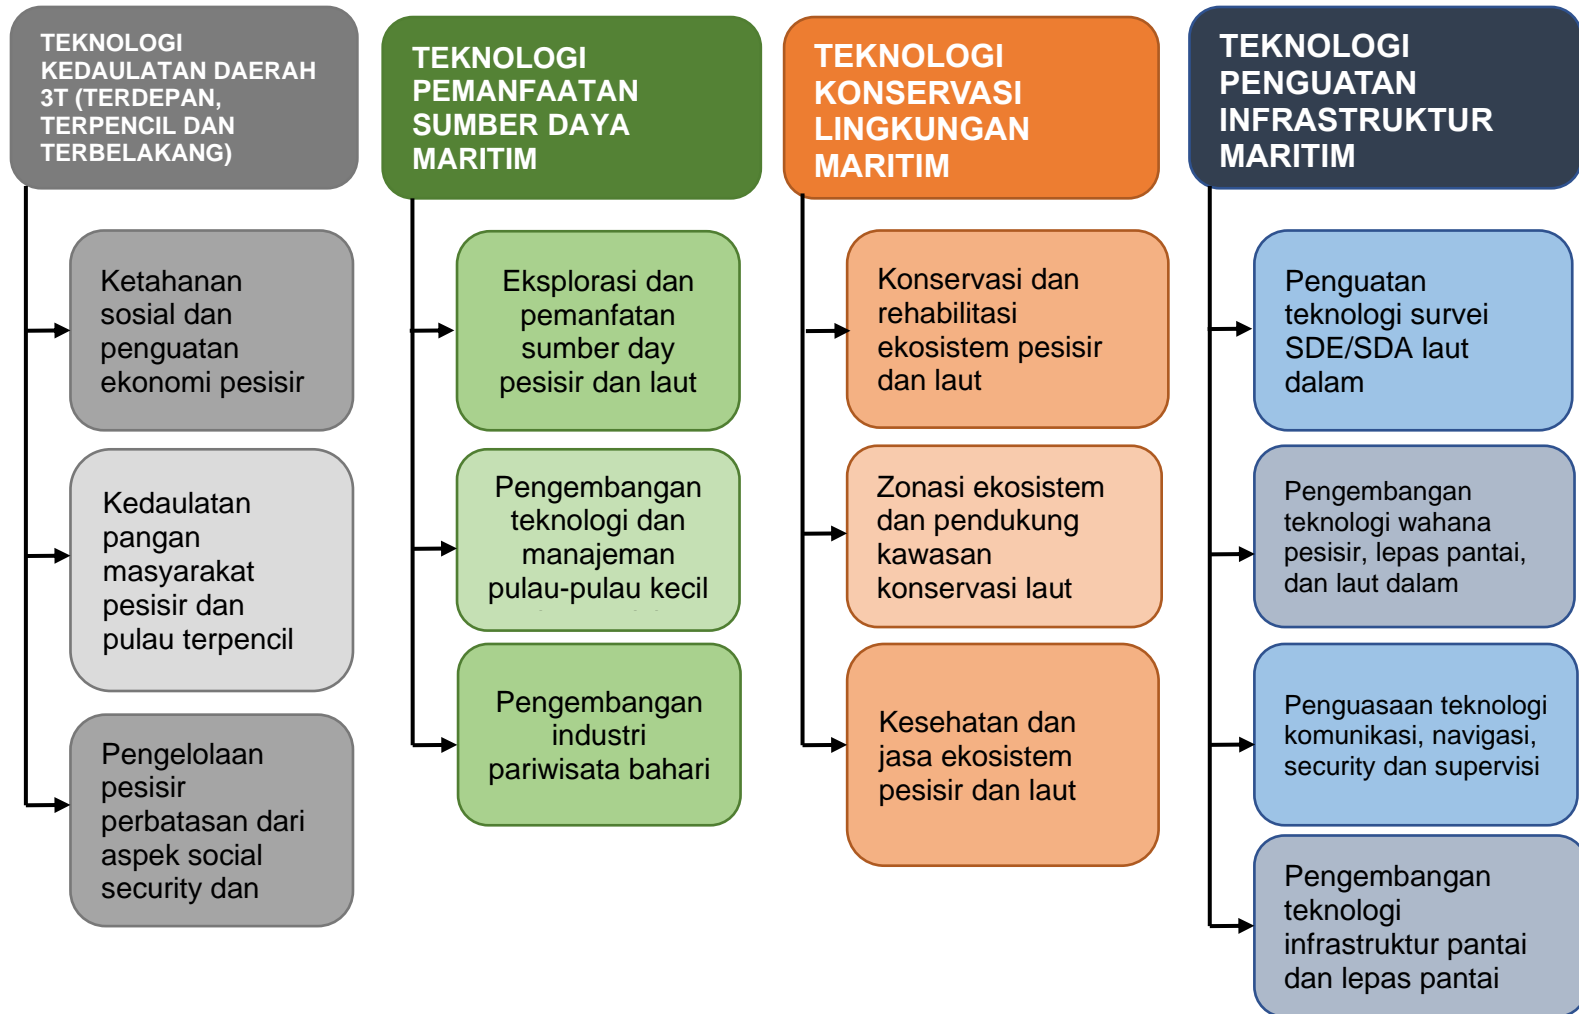 TEKNOLOGI
KEDAULATAN DAERAH
3T (TERDEPAN,
TERPENCIL DAN
TERBELAKANG)
Ketahanan
sosial dan
penguatan
ekonomi pesisir
Kedaulatan
pangan
masyarakat
pesisir dan
pulau terpencil
Pengelolaan
pesisir
perbatasan dari
aspek social
security dan
TEKNOLOGI
PEMANFAATAN
SUMBER DAYA
MARITIM
Eksplorasi dan
pemanfatan
sumber day
pesisir dan laut
Pengembangan
teknologi dan
manajeman
pulau-pulau kecil
Pengembangan
industri
pariwisata bahari
TEKNOLOGI
KONSERVASI
LINGKUNGAN
MARITIM
Konservasi dan
rehabilitasi
ekosistem pesisir
dan laut
Zonasi ekosistem
dan pendukung
kawasan
konservasi laut
Kesehatan dan
jasa ekosistem
pesisir dan laut
TEKNOLOGI
PENGUATAN
INFRASTRUKTUR
MARITIM
Penguatan
teknologi survei
SDE/SDA laut
dalam
Pengembangan
teknologi wahana
pesisir, lepas pantai,
dan laut dalam
Penguasaan teknologi
komunikasi, navigasi,
security dan supervisi
Pengembangan
teknologi
infrastruktur pantai
dan lepas pantai